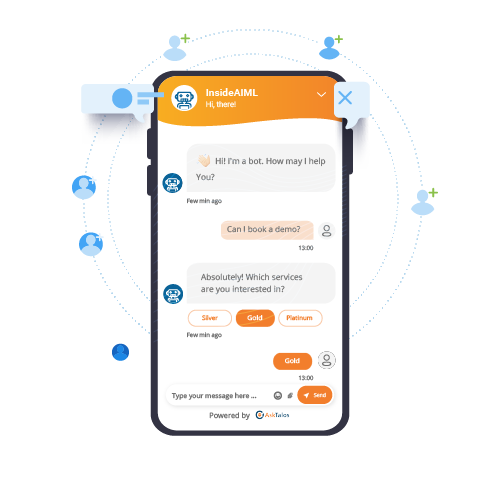 InsideAIML
Hi, there!
👋🏻 Hi! I'm a bot. How may I help
You?
Few min ago
Can I book a demo?
13:00
Absolutely! Which services
are you interested in?
Silver Gold Platinum
Few min ago
Gold
13:00
Type your message here ... Send
Powered by AskTalos